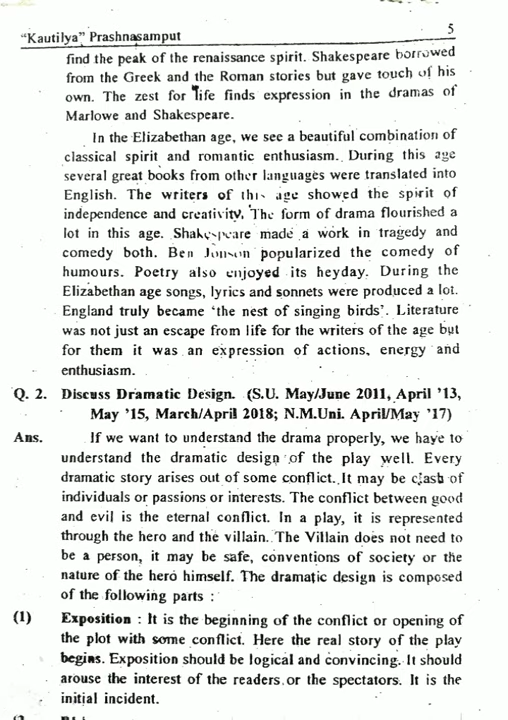 "Kautilya" Prashnasamput 5
find the peak of the renaissance spirit. Shakespeare borrowed
from the Greek and the Roman stories but gave touch of his
own. The zest for life finds expression in the dramas of
Marlowe and Shakespeare.
In the Elizabethan age, we see a beautiful combination of
classical spirit and romantic enthusiasm. During this age
several great books from other languages were translated into
English. The writers of this age showed the spirit of
independence and creativity. The form of drama flourished a
lot in this age. Shakespeare made a work in tragedy and
comedy both. Ben Jonson popularized the comedy of
humours. Poetry also enjoyed its heyday. During the
Elizabethan age songs, lyrics and sonnets were produced a lot.
England truly became 'the nest of singing birds'. Literature
was not just an escape from life for the writers of the age but
for them it was an expression of actions, energy and
enthusiasm.
Q. 2. Discuss Dramatic Design. (S.U. May/June 2011, April '13,
May '15, March/April 2018; N.M.Uni. April/May '17)
Ans. If we want to understand the drama properly, we have to
understand the dramatic design of the play well. Every
dramatic story arises out of some conflict. It may be clash of
individuals or passions or interests. The conflict between good
and evil is the eternal conflict. In a play, it is represented
through the hero and the villain. The Villain does not need to
be a person, it may be safe, conventions of society or the
nature of the hero himself. The dramatic design is composed
of the following parts :
(1) Exposition : It is the beginning of the conflict or opening of
the plot with some conflict. Here the real story of the play
begins. Exposition should be logical and convincing. It should
arouse the interest of the readers or the spectators. It is the
initial incident.